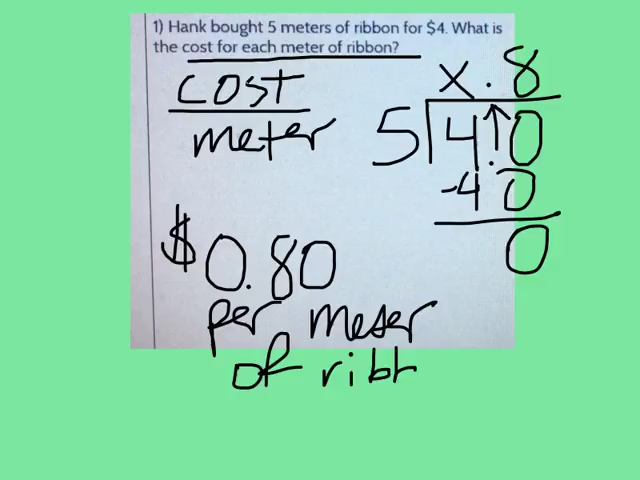 1) Hank bought 5 meters of ribbon for $4. What is
the cost for each meter of ribbon?
cost
meter
x.8
5 4.0
-40
0
$0.80
per meter
of ribb